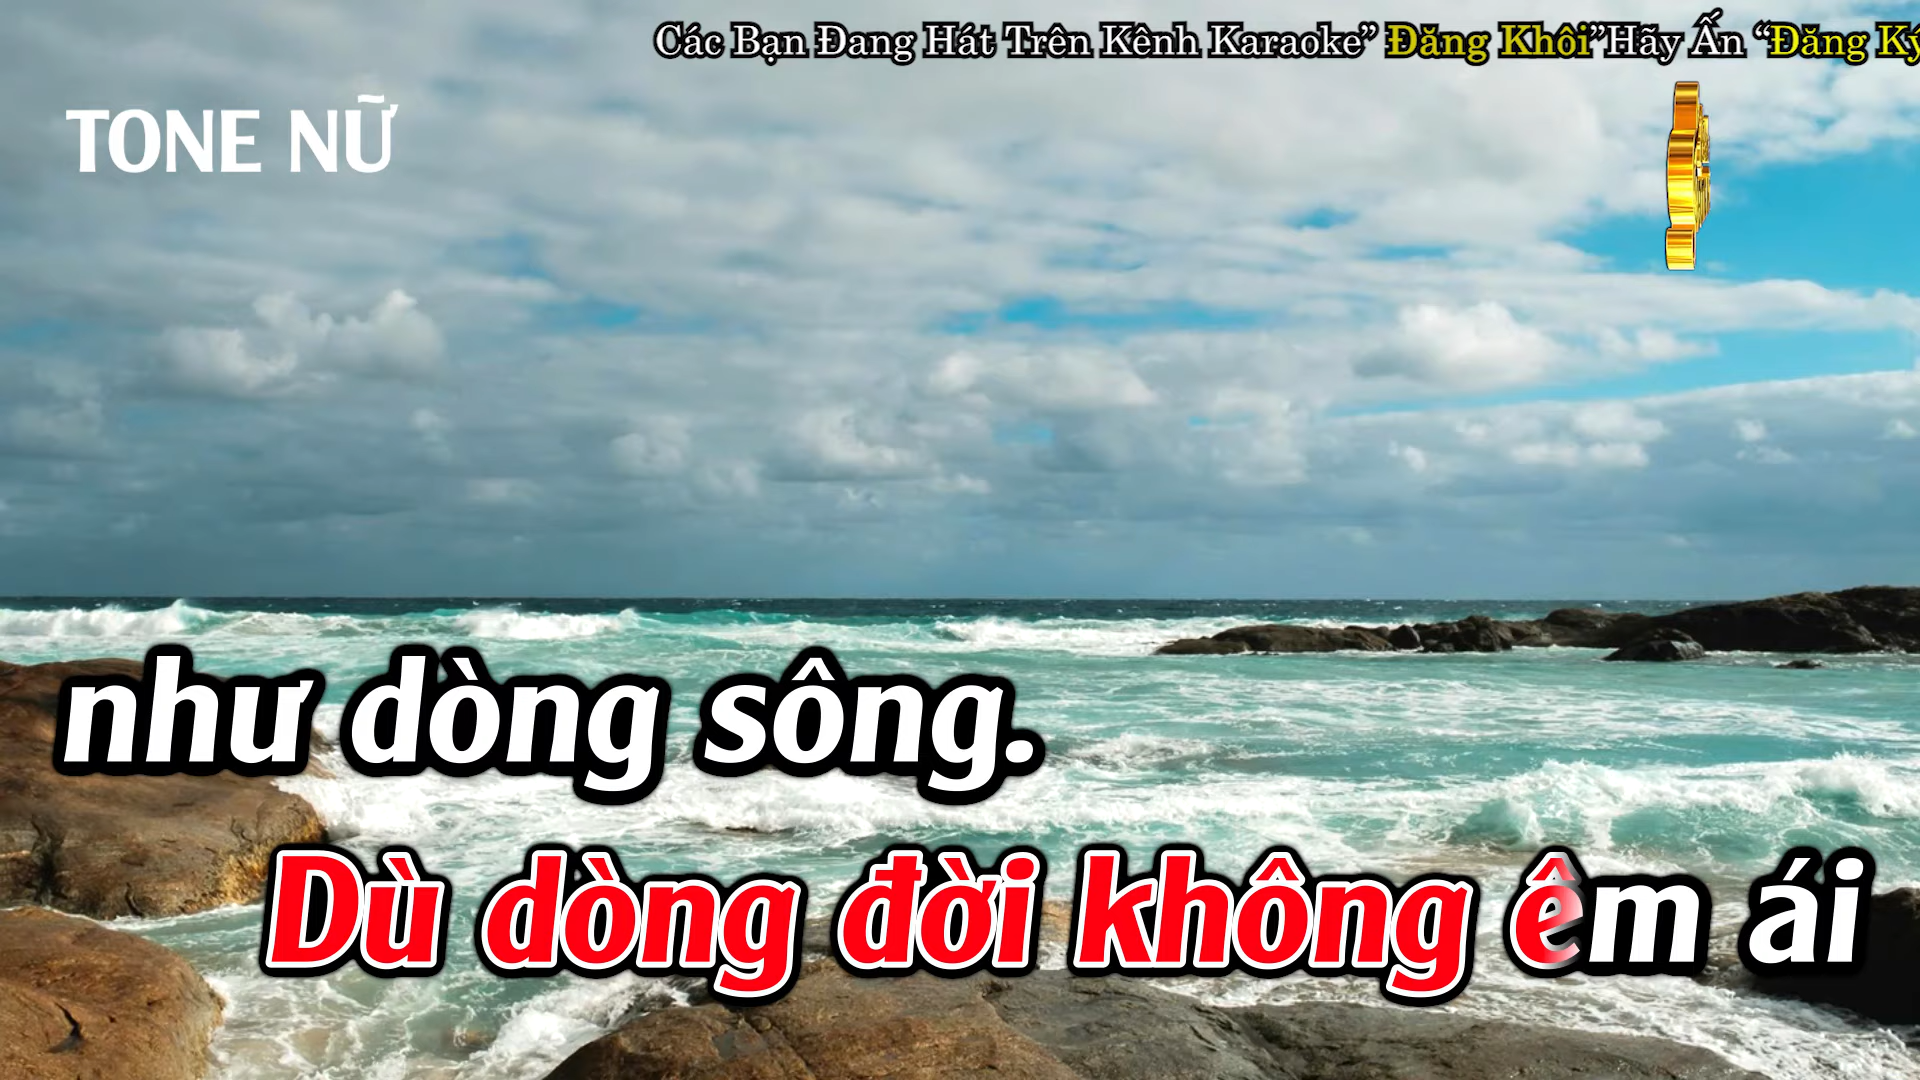 Các Bạn Đang Hát Trên Kênh Karaoke” Đăng Khôi”Hãy Ấn “Đăng Ký
TONE NỮ
như dòng sông.
Dù dòng đời không êm ái